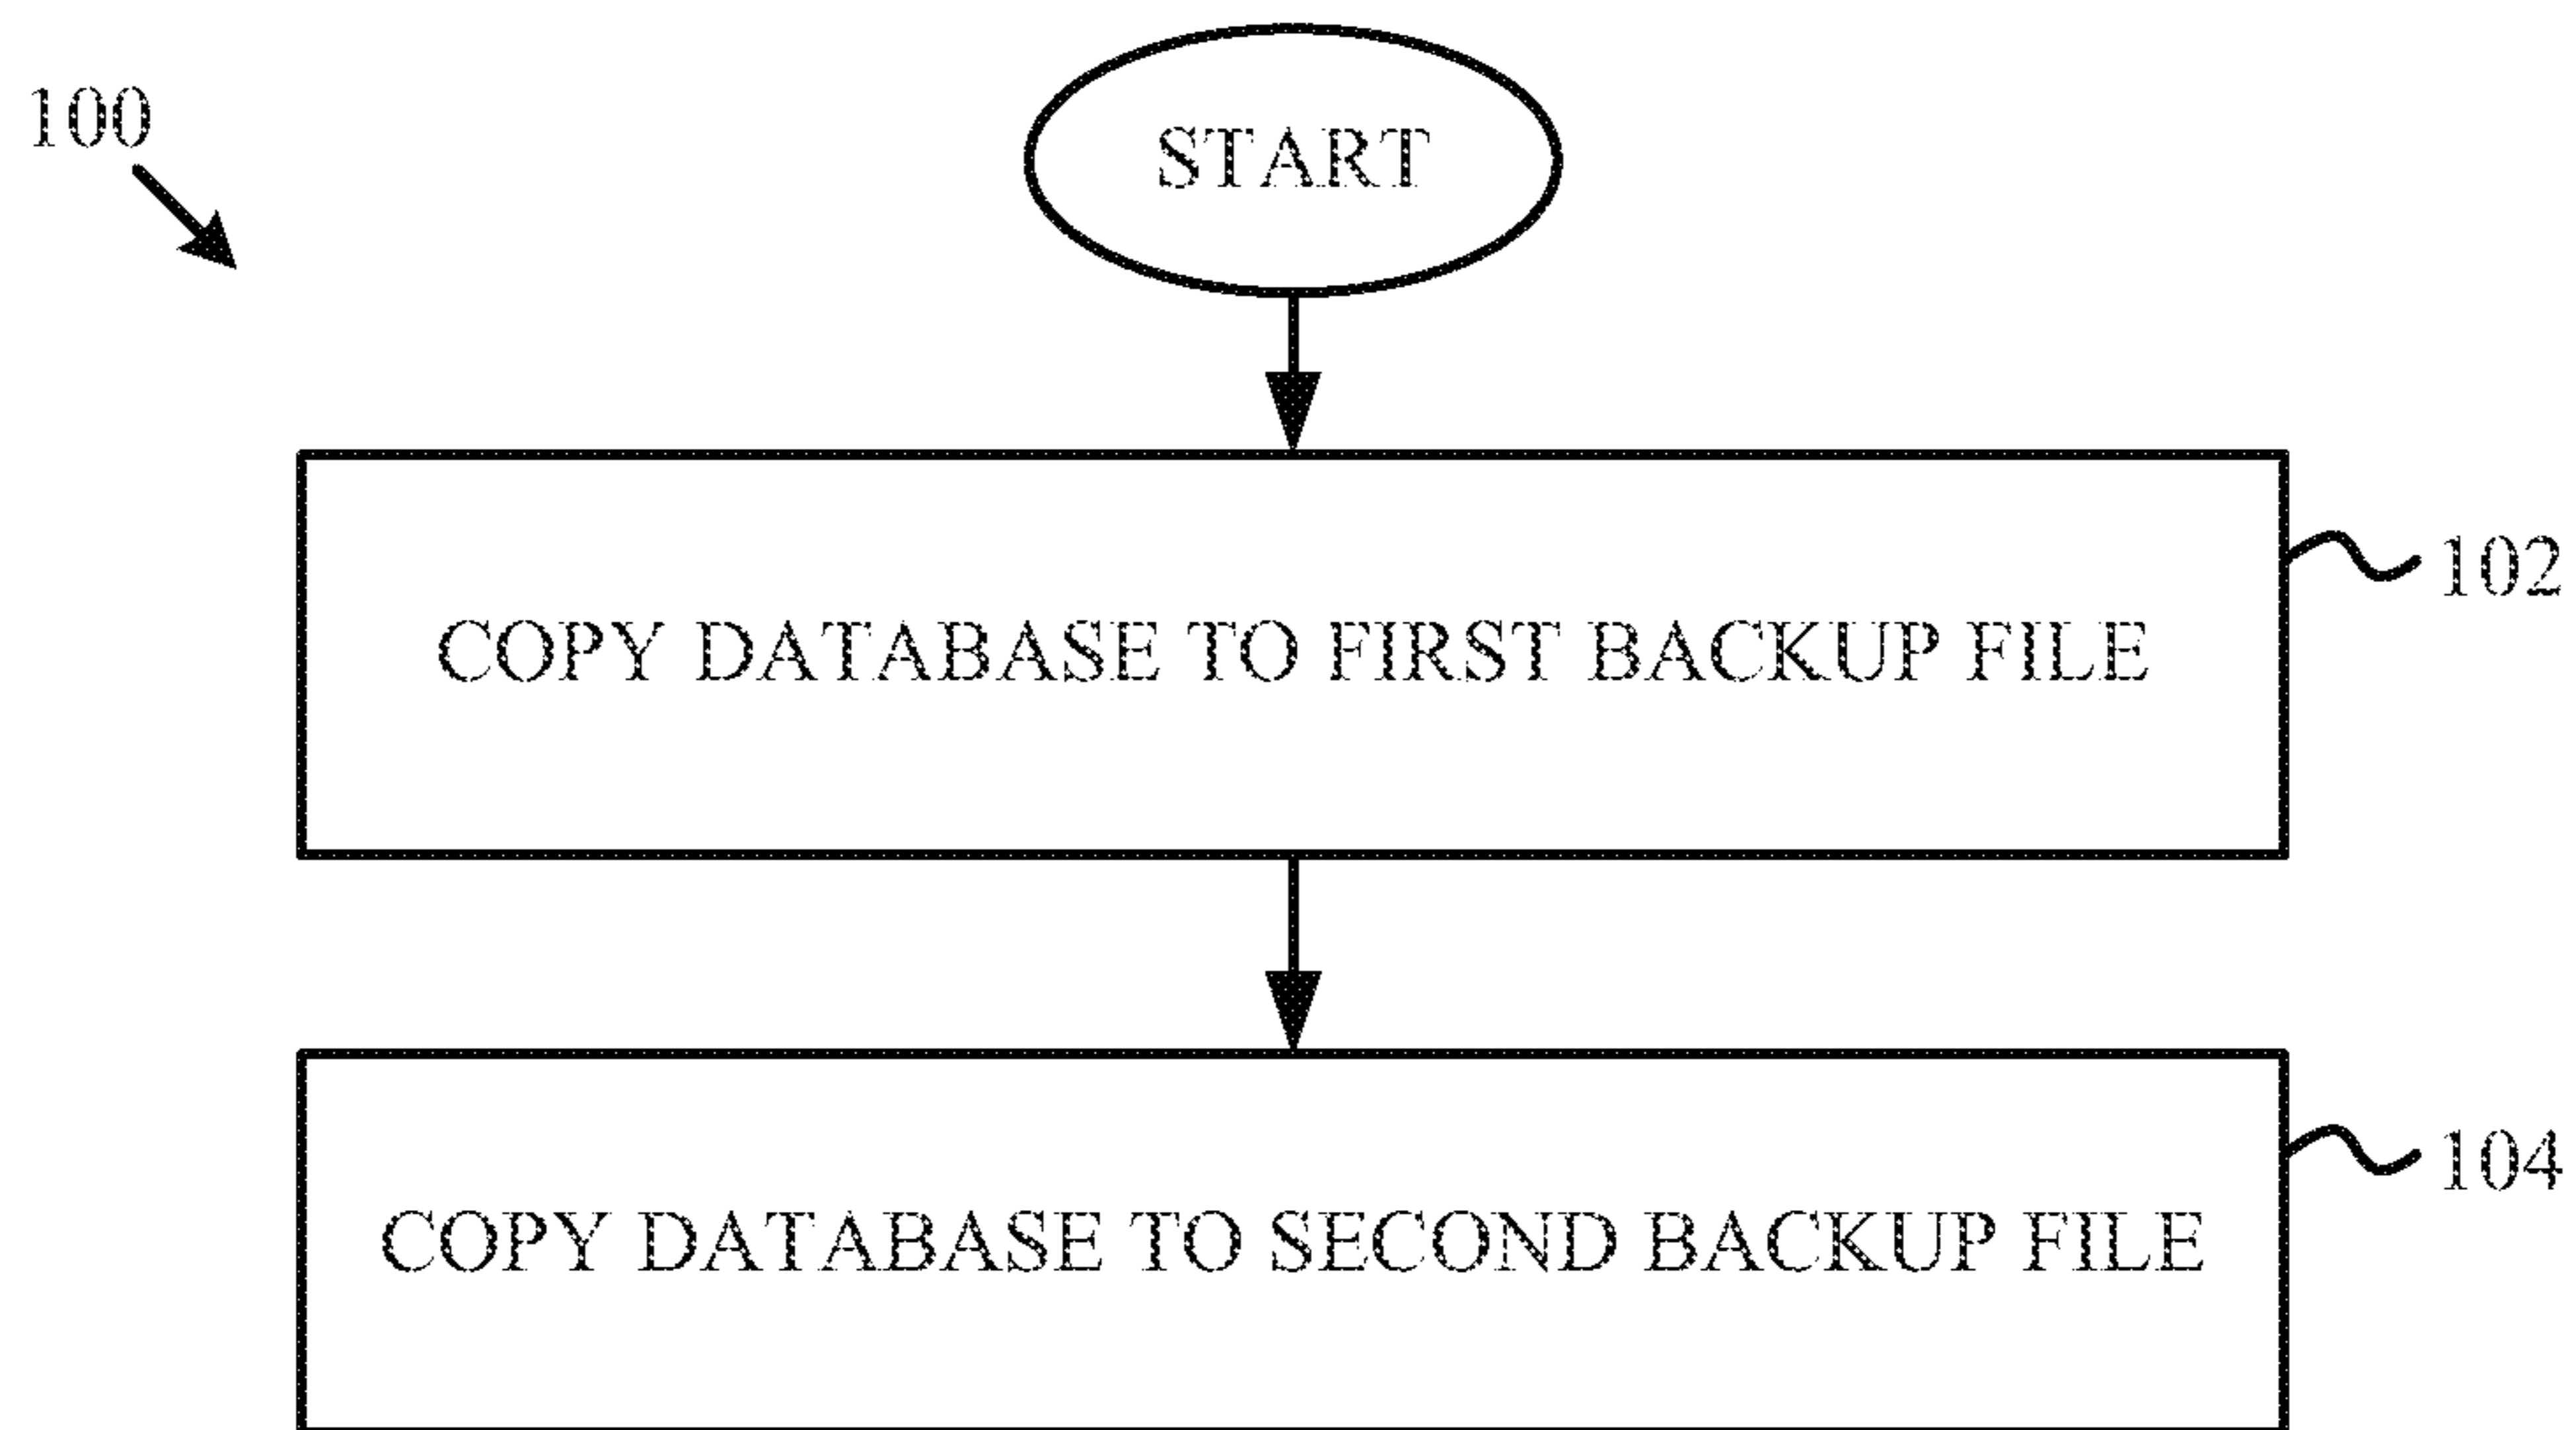 100
START
COPY DATABASE TO FIRST BACKUP FILE
102
COPY DATABASE TO SECOND BACKUP FILE
104